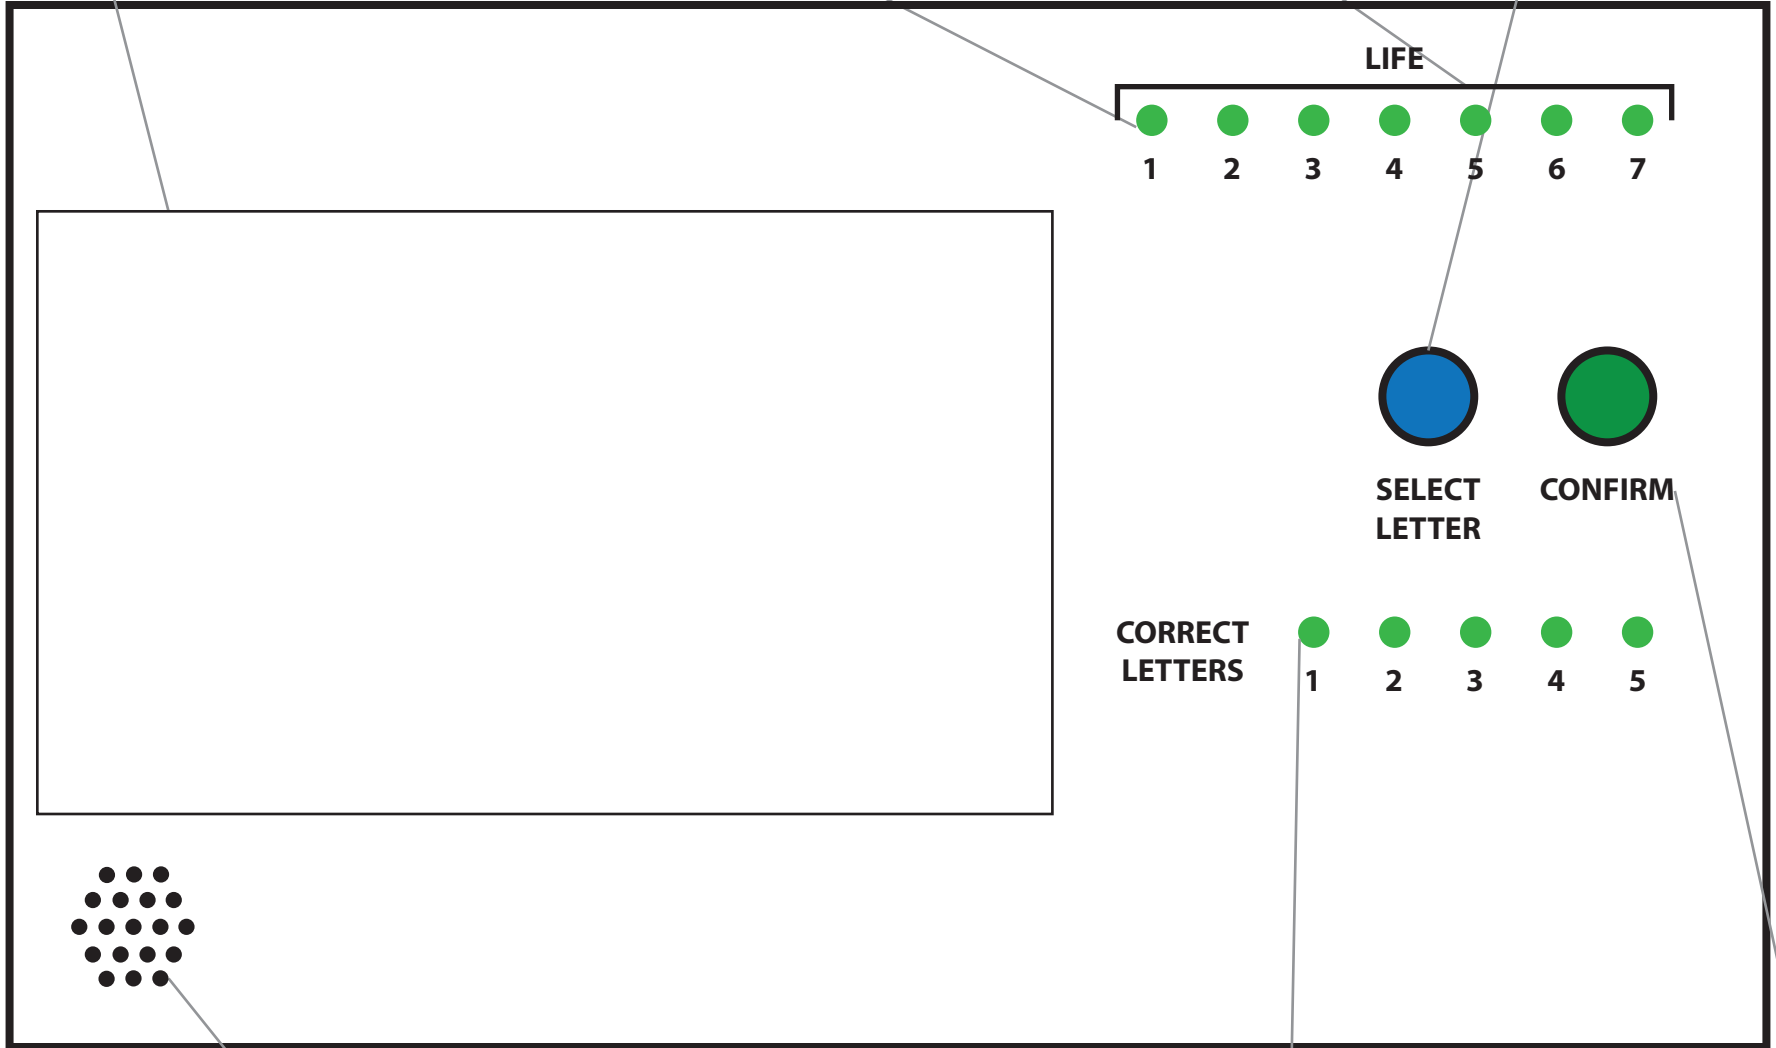 LIFE
1 2 3 4 5 6 7
SELECT
LETTER
CONFIRM
CORRECT
LETTERS
1 2 3 4 5